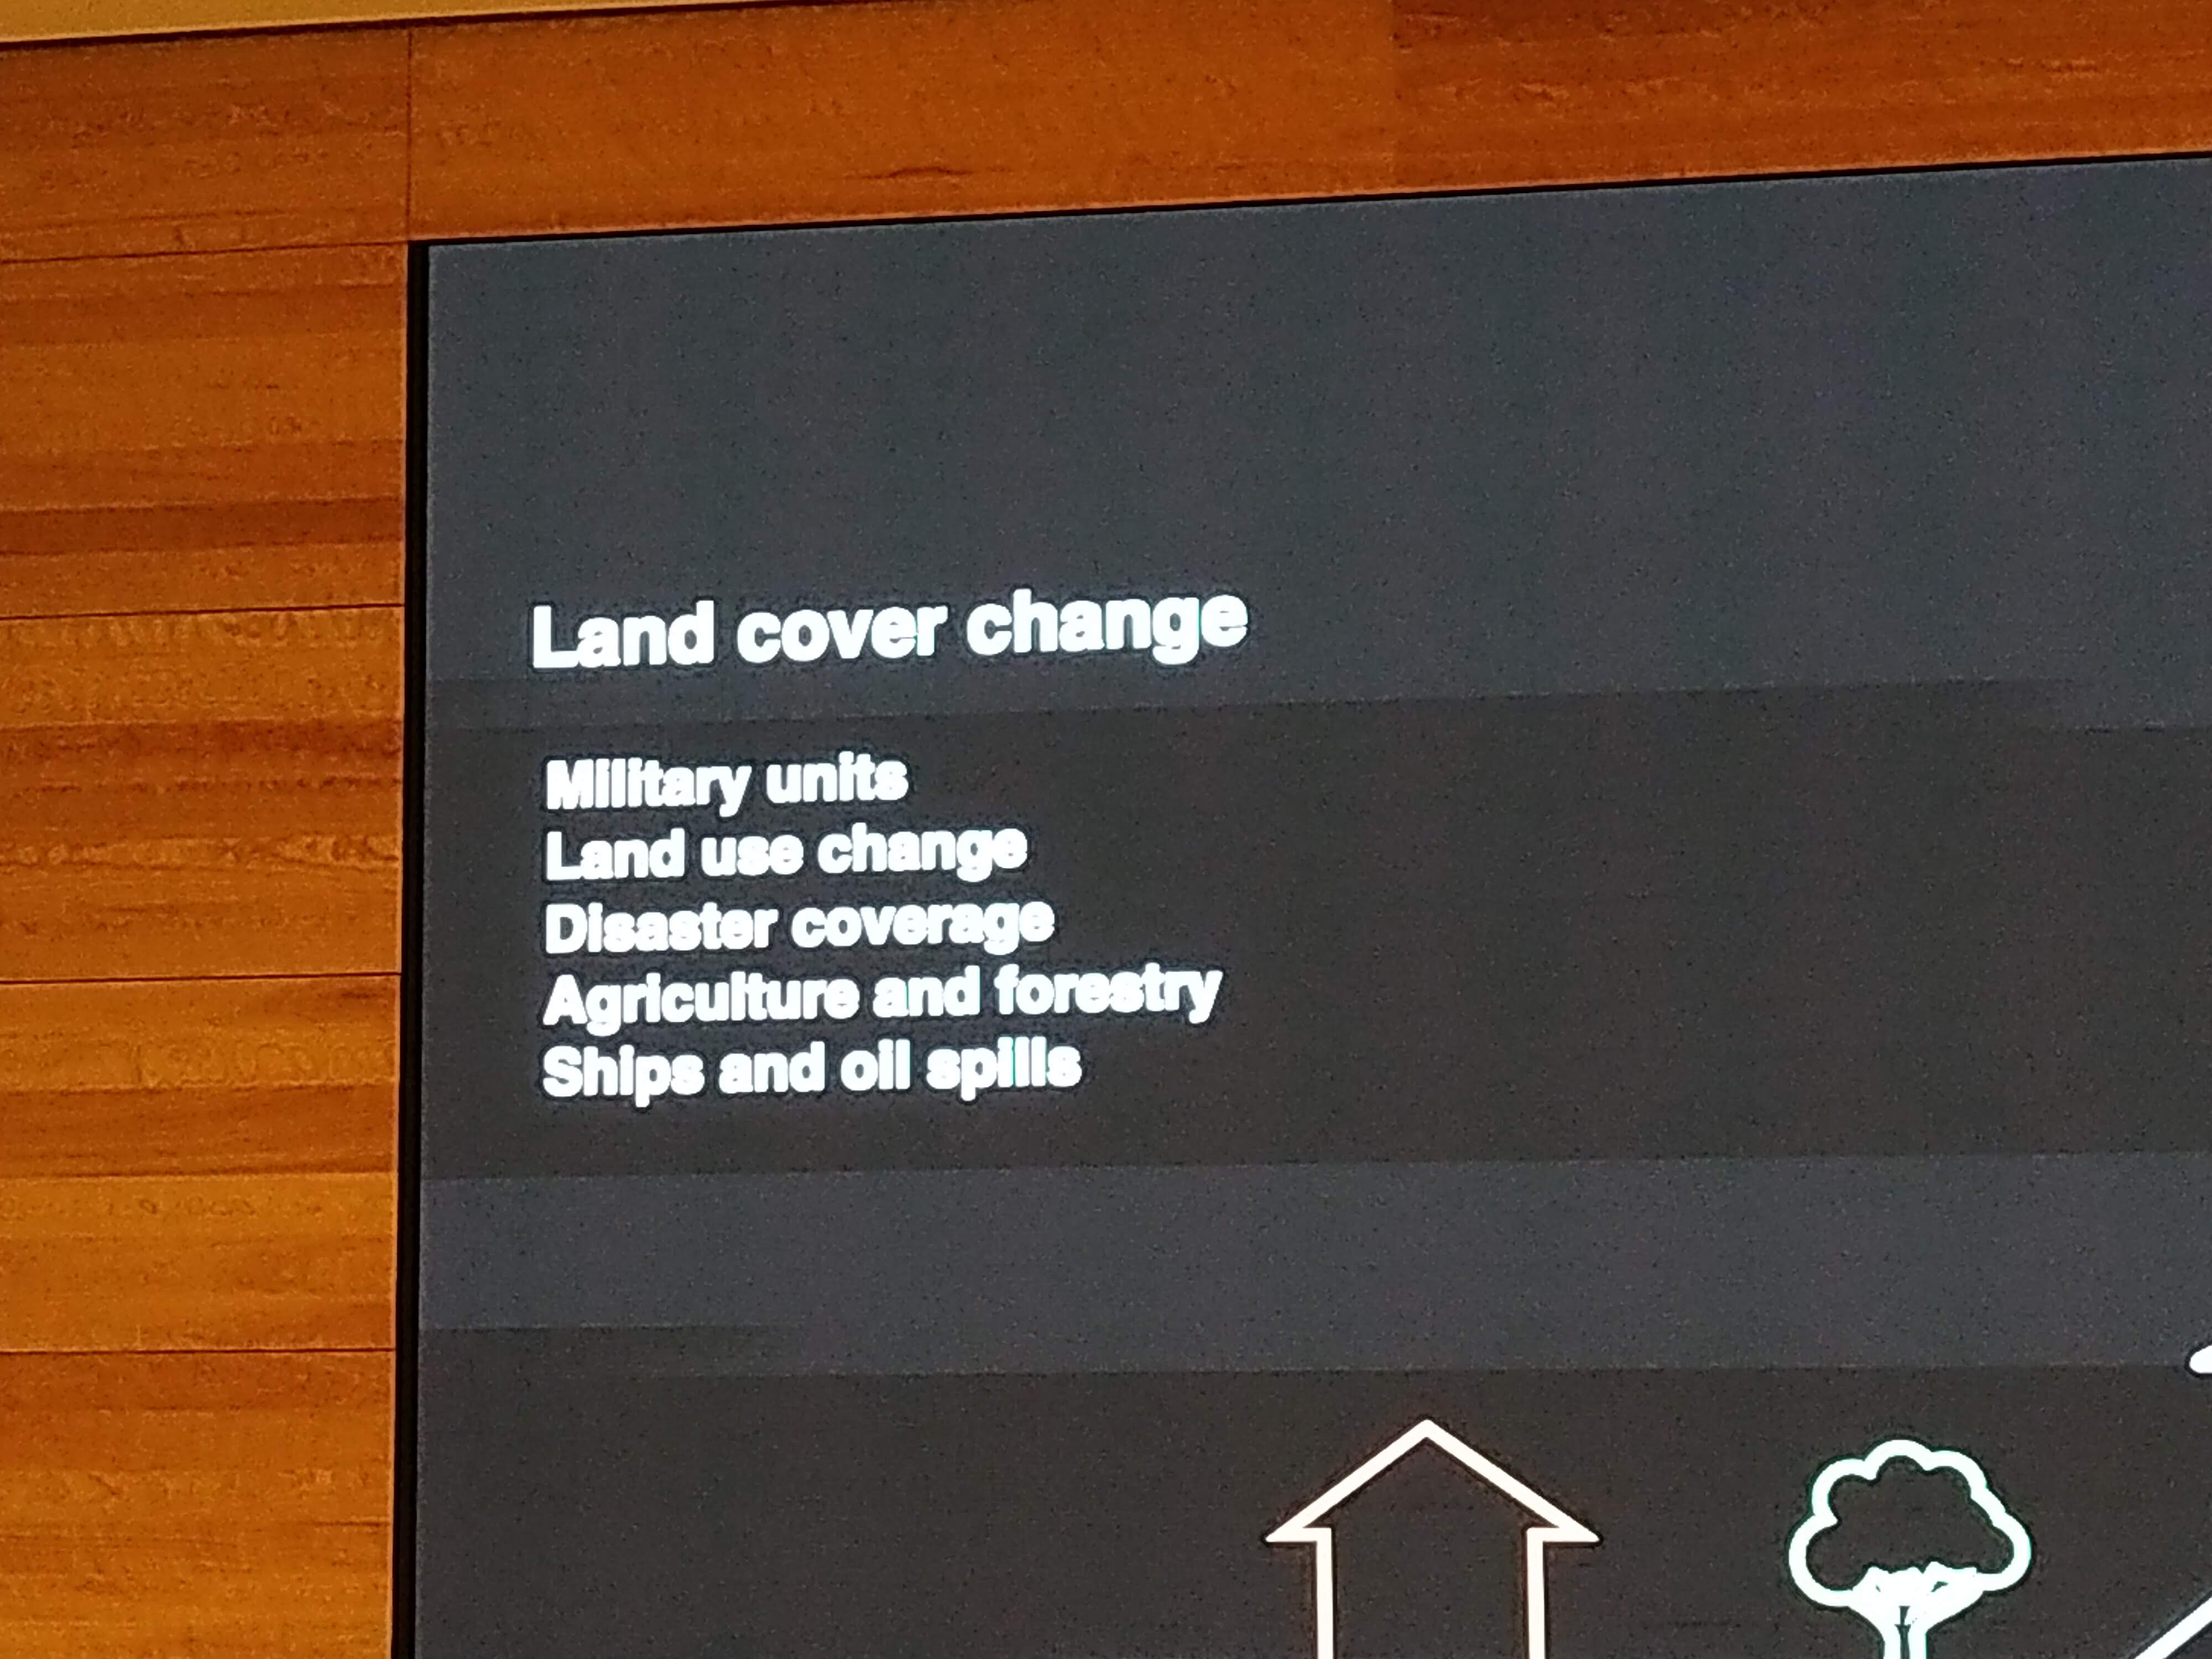 Land cover change
Military units
Land use change
Disaster coverage
Agriculture and forestry
Ships and oil spills